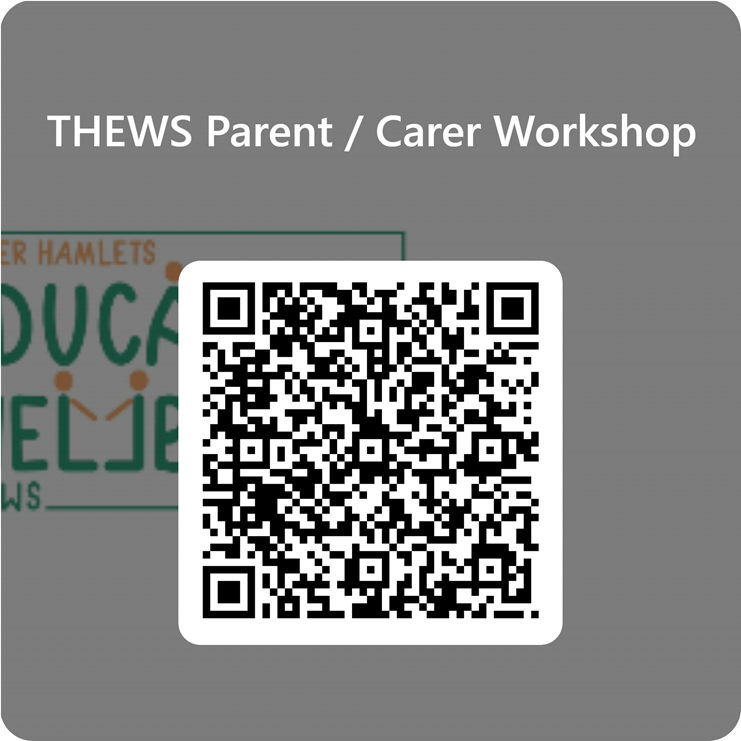 THEWS Parent / Carer Workshop
ER HAMLETS
DUCA
WS